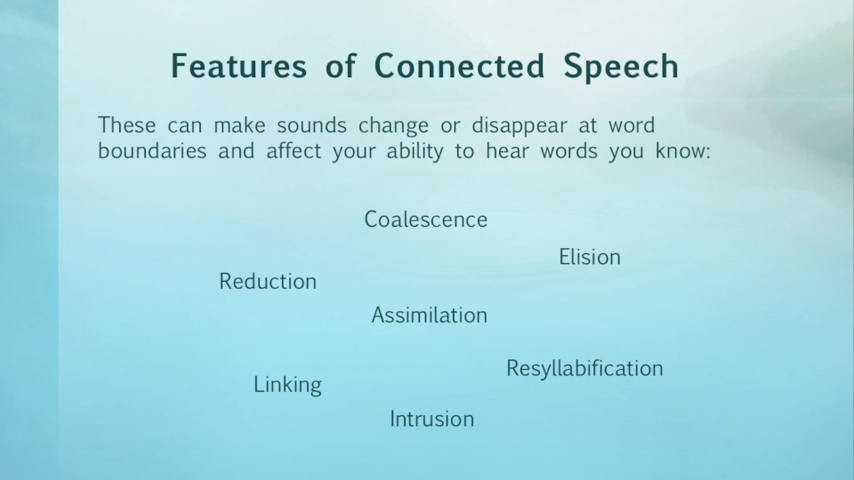 Features of Connected Speech
These can make sounds change or disappear at word
boundaries and affect your ability to hear words you know:
Coalescence
Elision
Reduction
Assimilation
Resyllabification
Linking
Intrusion